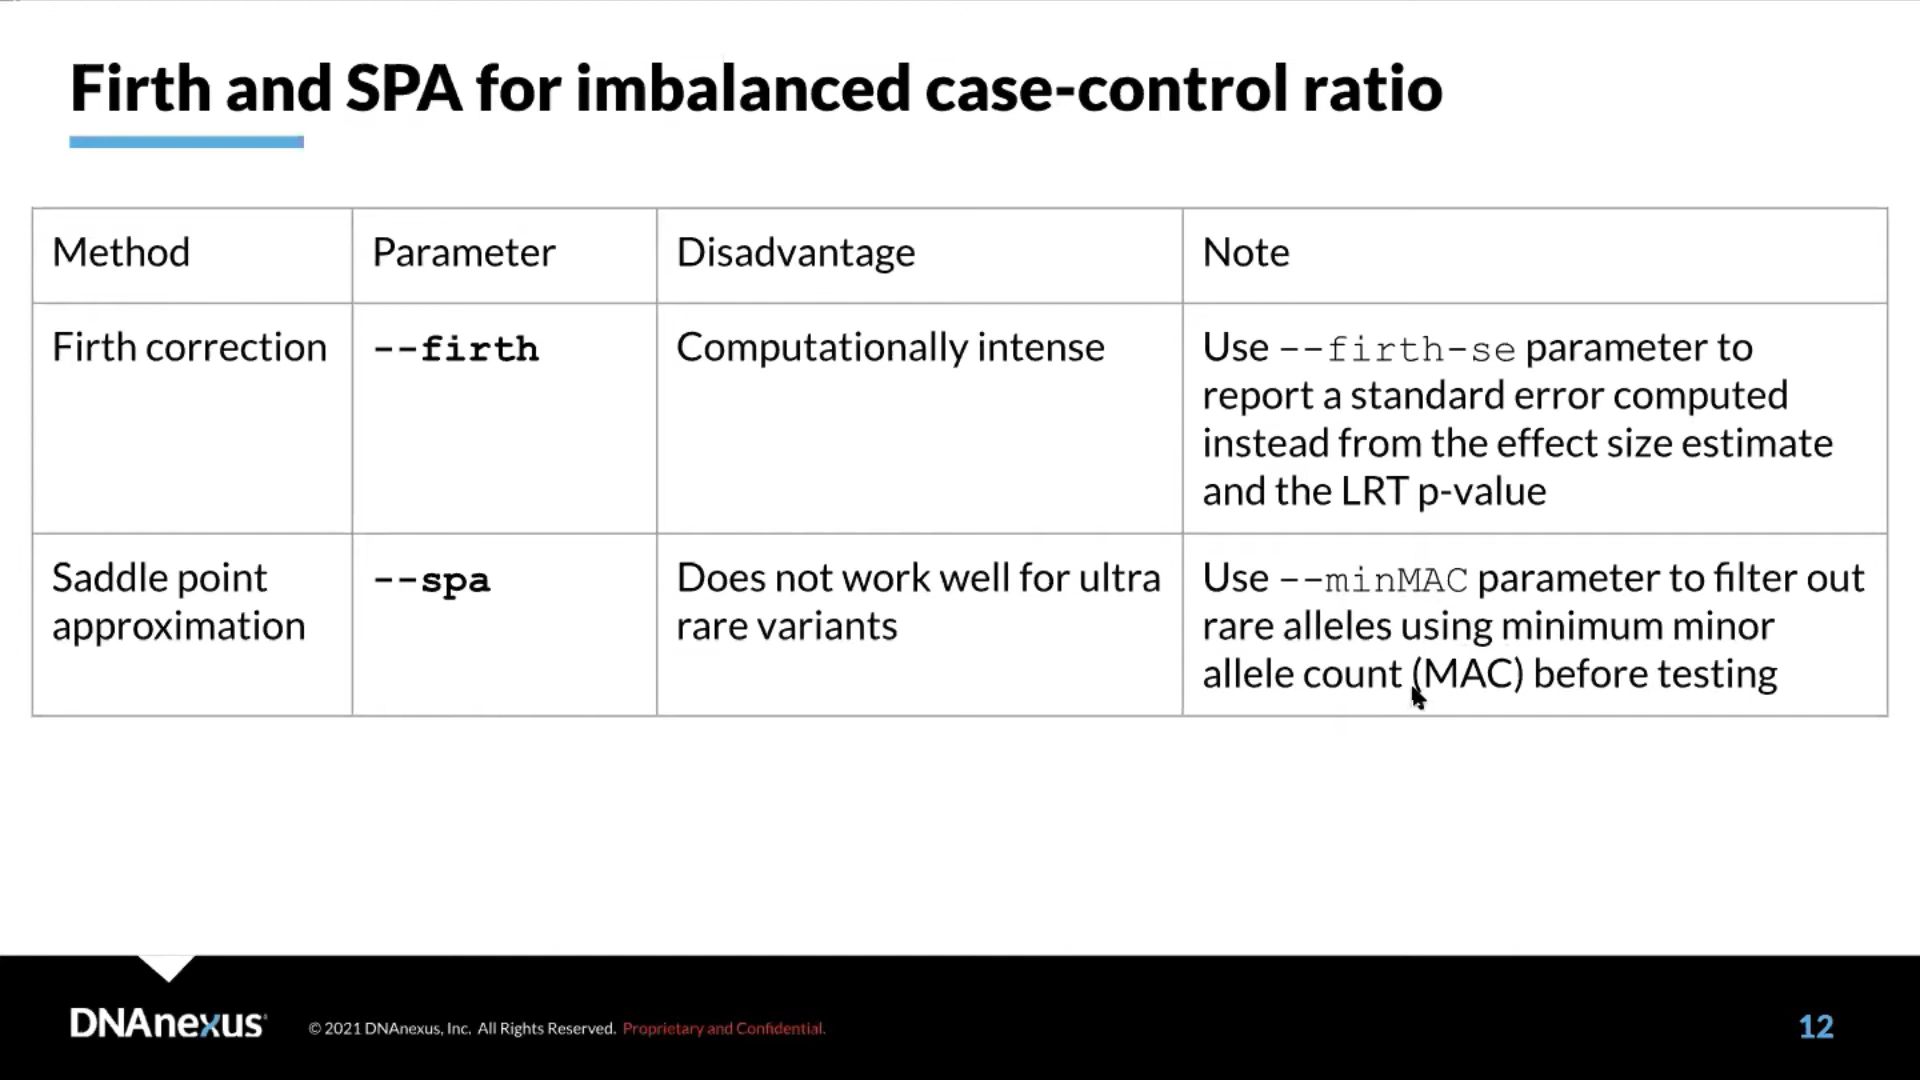 Firth and SPA for imbalanced case-control ratio
Method
Parameter
Disadvantage
Note
Firth correction
--firth
Computationally intense
Use --firth-se parameter to
report a standard error computed
instead from the effect size estimate
and the LRT p-value
Saddle point
approximation
--spa
Does not work well for ultra
rare variants
Use --minMAC parameter to filter out
rare alleles using minimum minor
allele count (MAC) before testing
DNAnexus
© 2021 DNAnexus, Inc. All Rights Reserved. Proprietary and Confidential.
12